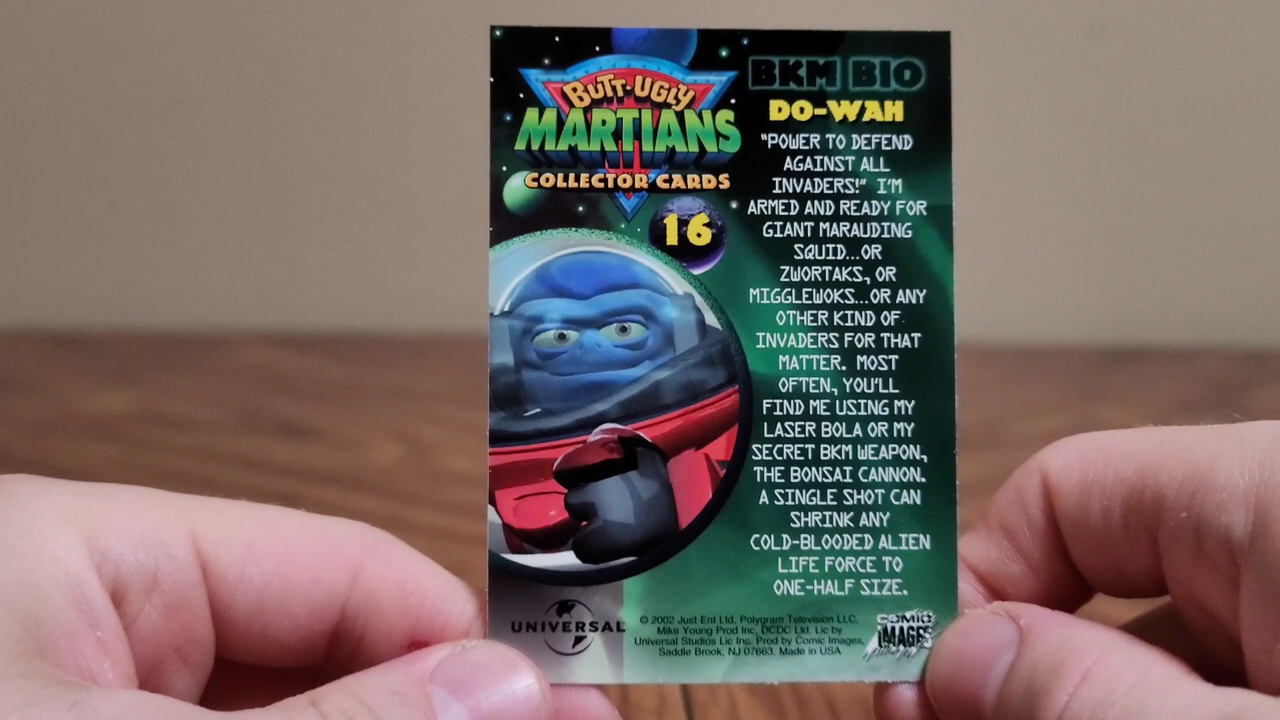 BUTT-UGLY
MARTIANS
COLLECTOR CARDS
16
BKM BIO
DO-WAH
"POWER TO DEFEND
AGAINST ALL
INVADERS!" I'M
ARMED AND READY FOR
GIANT MARAUDING
SQUID...OR
ZWORTAKS, OR
MIGGLEWOKS...OR ANY
OTHER KIND OF
INVADERS FOR THAT
MATTER. MOST
OFTEN, YOU'LL
FIND ME USING MY
LASER BOLA OR MY
SECRET BKM WEAPON,
THE BONSAI CANNON.
A SINGLE SHOT CAN
SHRINK ANY
COLD-BLOODED ALIEN
LIFE FORCE TO
ONE-HALF SIZE.
UNIVERSAL
© 2002 Just Ent Ltd, Polygram Television LLC,
Mike Young Prod Inc, DCDC Ltd. Lic by
Universal Studios Lic Inc. Prod by Comic Images,
Saddle Brook, NJ 07663. Made in USA
COMIC
IMAGES